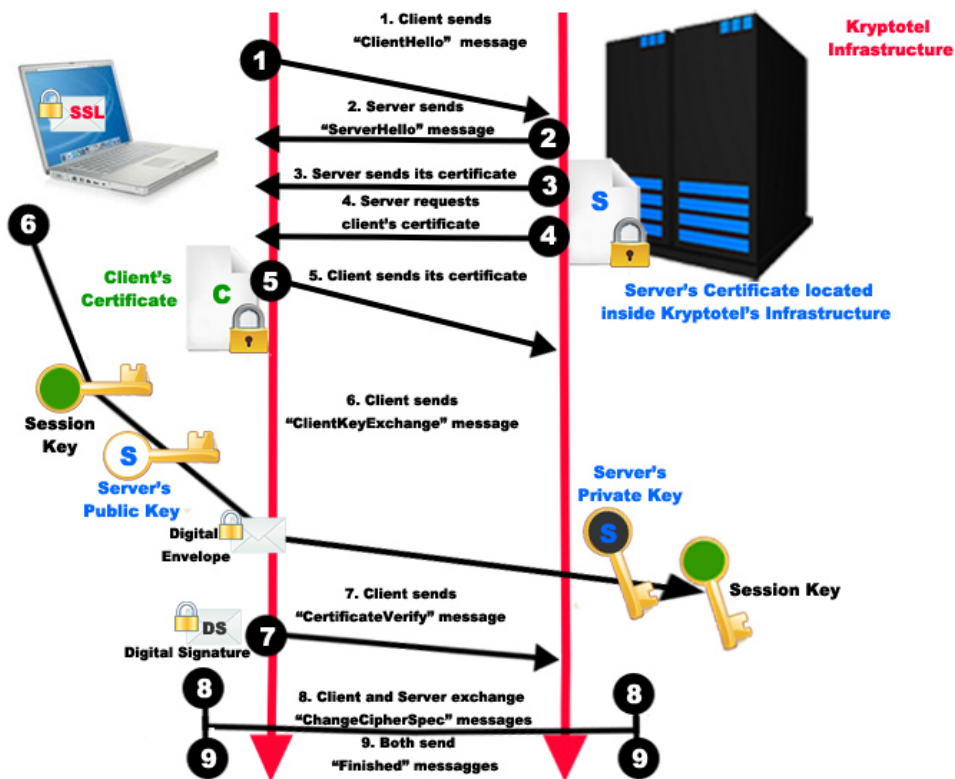 1. Client sends
“ClientHello” message
Kryptotel
Infrastructure
1
SSL
2. Server sends
“ServerHello” message
2
3. Server sends its certificate
3
S
4. Server requests
client's certificate
4
6
Client's
Certificate
C
5
5. Client sends its certificate
Server's Certificate located
inside Kryptotel's Infrastructure
6. Client sends
“ClientKeyExchange” message
Session
Key
S
Server's
Public Key
Server's
Private Key
S
Digital
Envelope
Session Key
7. Client sends
“CertificateVerify” message
DS
7
Digital Signature
8
8. Client and Server exchange
“ChangeCipherSpec” messages
8
9
9. Both send
“Finished” messagges
9